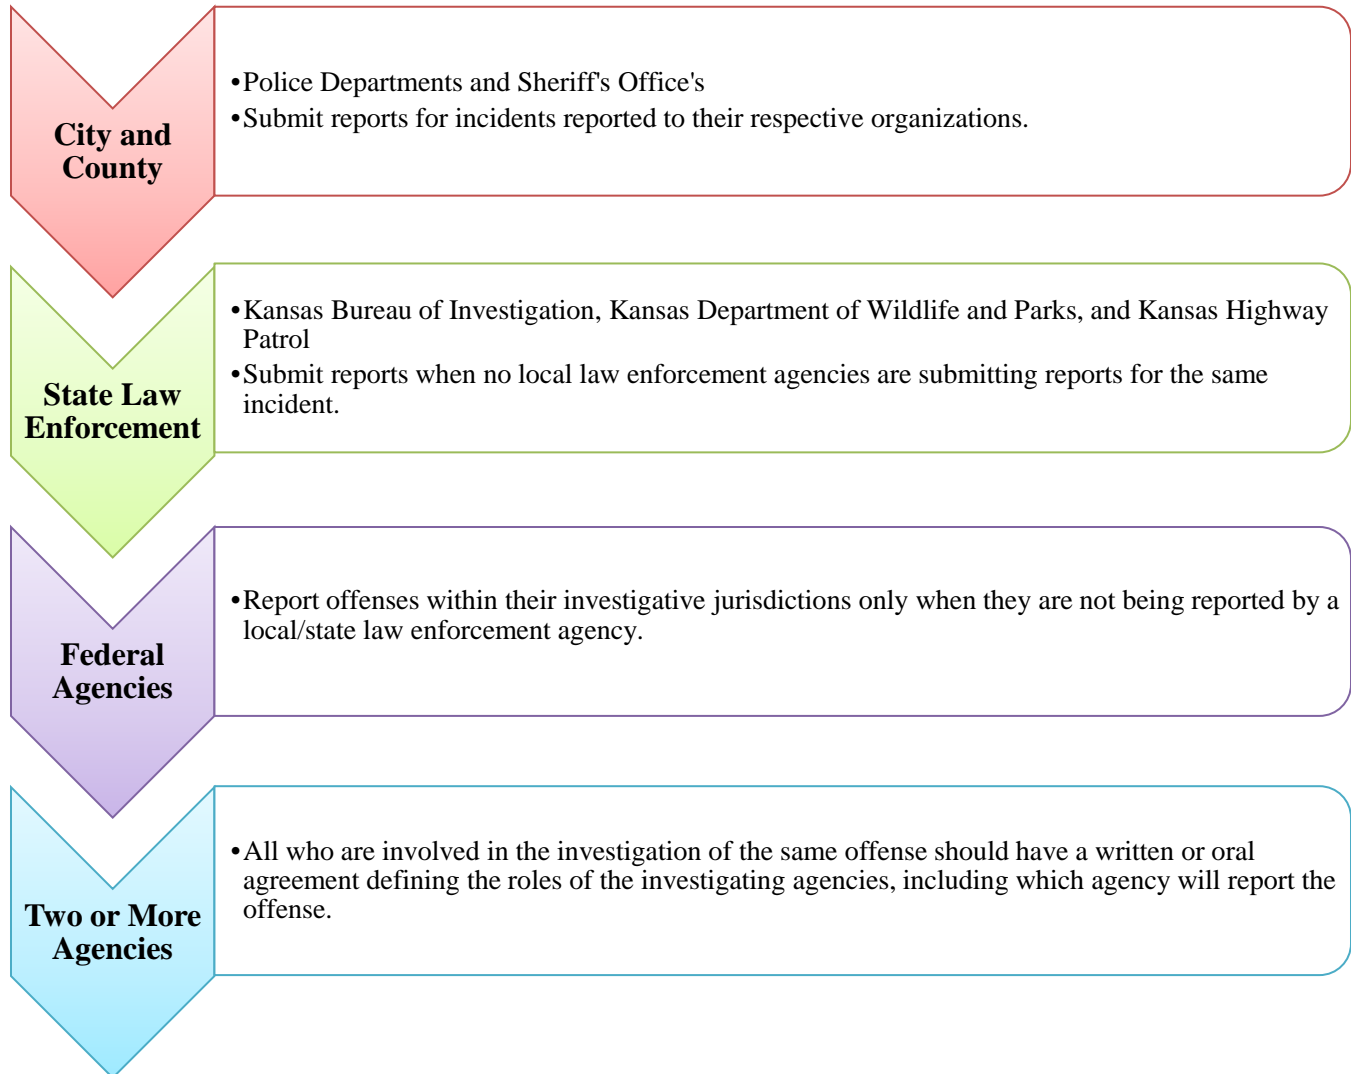 City and
County
•Police Departments and Sheriff's Office's
•Submit reports for incidents reported to their respective organizations.
State Law
Enforcement
•Kansas Bureau of Investigation, Kansas Department of Wildlife and Parks, and Kansas Highway
Patrol
•Submit reports when no local law enforcement agencies are submitting reports for the same
incident.
Federal
Agencies
•Report offenses within their investigative jurisdictions only when they are not being reported by a
local/state law enforcement agency.
Two or More
Agencies
•All who are involved in the investigation of the same offense should have a written or oral
agreement defining the roles of the investigating agencies, including which agency will report the
offense.